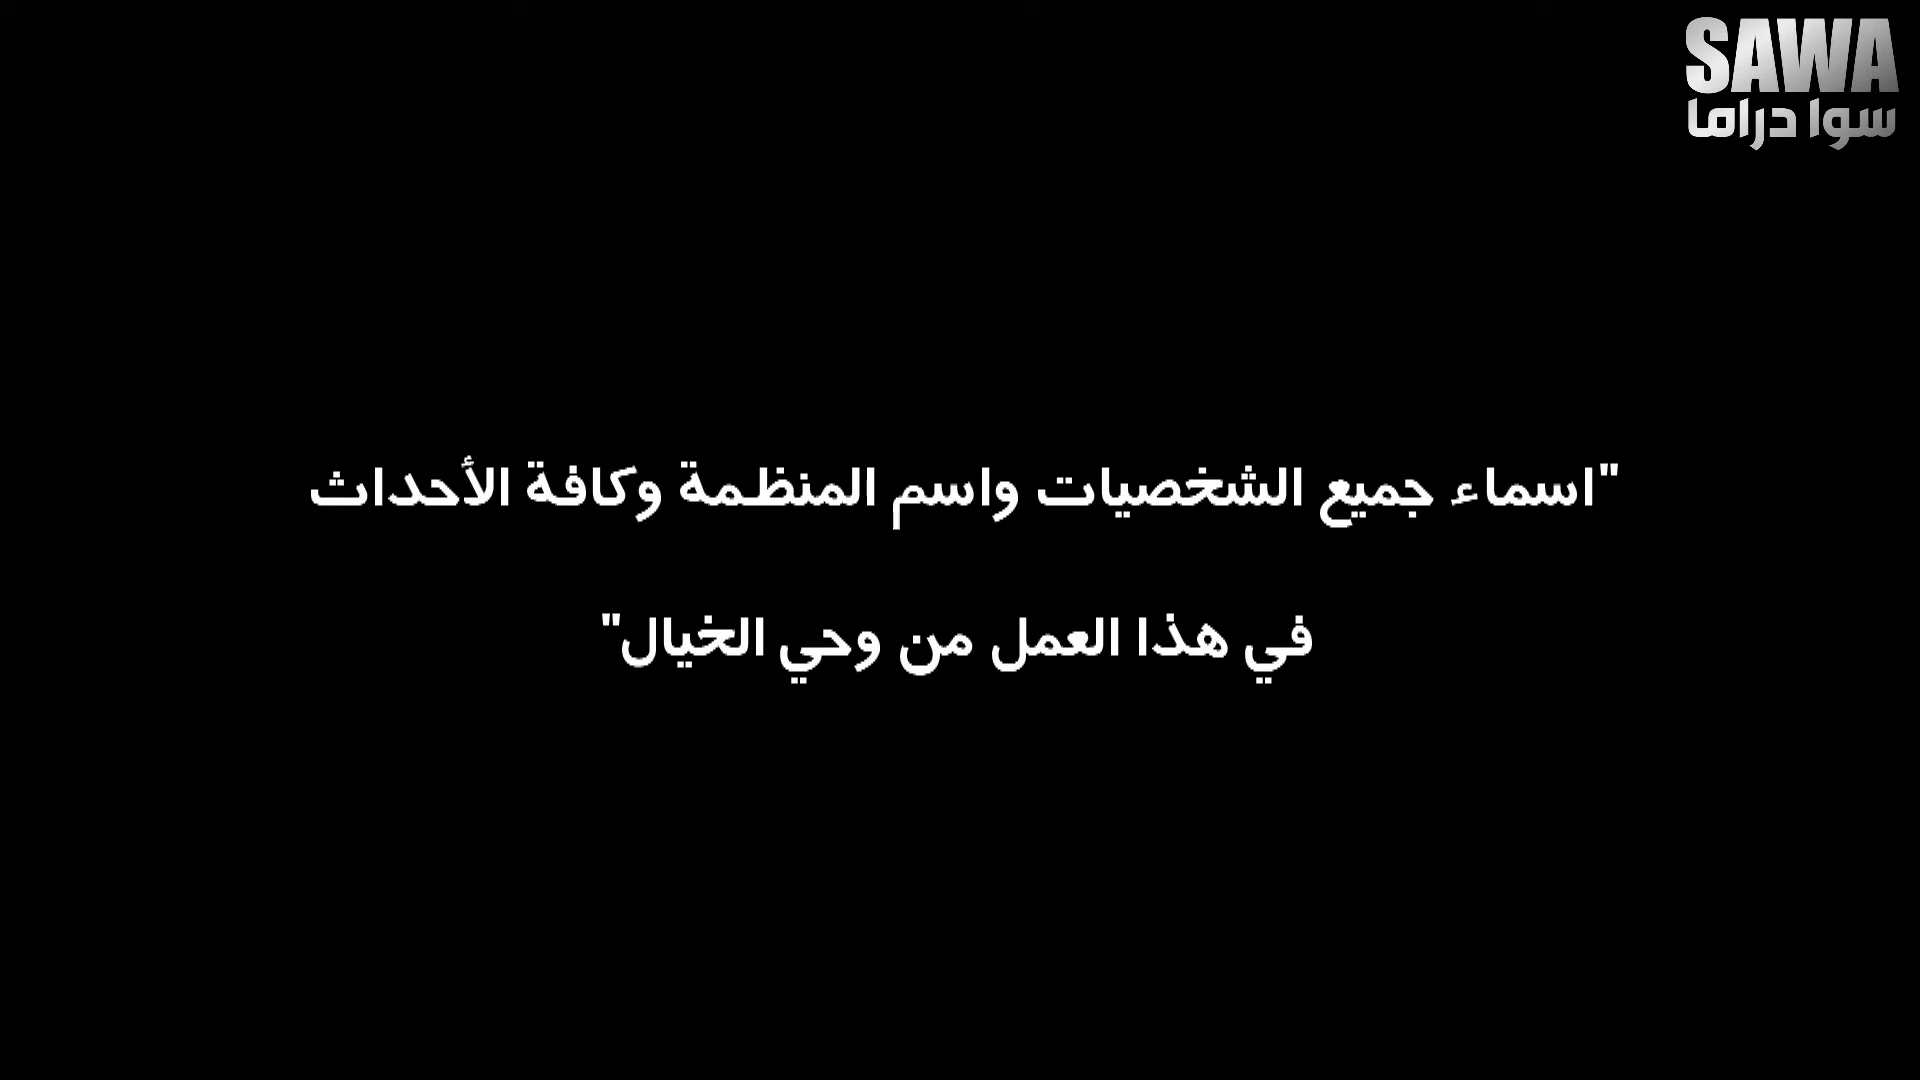 SAWA
سوا دراما
"اسماء جميع الشخصيات واسم المنظمة وكافة الأحداث
في هذا العمل من وحي الخيال"